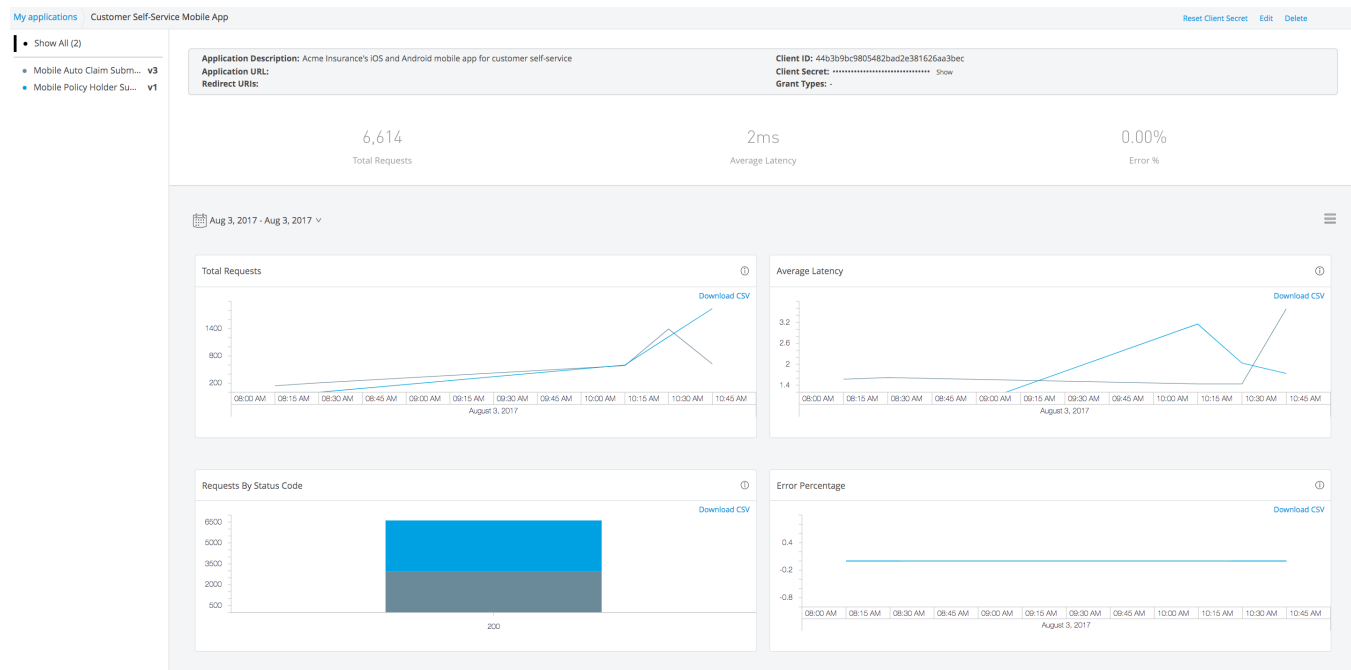 My applications Customer Self-Service Mobile App Reset Client Secret Edit Delete
Show All (2)
Mobile Auto Claim Subm... v3
Mobile Policy Holder Su... v1
Application Description: Acme Insurance's iOS and Android mobile app for customer self-service
Application URL:
Redirect URIs:
Client ID: 44b3b9bc9805482bad2e381626aa3bec
Client Secret: •••••••••••••••••••••••••••••••• Show
Grant Types: -
6,614 2ms 0.00%
Total Requests Average Latency Error %
Aug 3, 2017 - Aug 3, 2017
Total Requests
Download CSV
1400
800
200
08:00 AM 08:15 AM 08:30 AM 08:45 AM 09:00 AM 09:15 AM 09:30 AM 09:45 AM 10:00 AM 10:15 AM 10:30 AM 10:45 AM
August 3, 2017
Average Latency
Download CSV
3.2
2.6
2
1.4
08:00 AM 08:15 AM 08:30 AM 08:45 AM 09:00 AM 09:15 AM 09:30 AM 09:45 AM 10:00 AM 10:15 AM 10:30 AM 10:45 AM
August 3, 2017
Requests By Status Code
Download CSV
6500
5000
3500
2000
500
200
Error Percentage
Download CSV
0.4
-0.2
-0.8
08:00 AM 08:15 AM 08:30 AM 08:45 AM 09:00 AM 09:15 AM 09:30 AM 09:45 AM 10:00 AM 10:15 AM 10:30 AM 10:45 AM
August 3, 2017